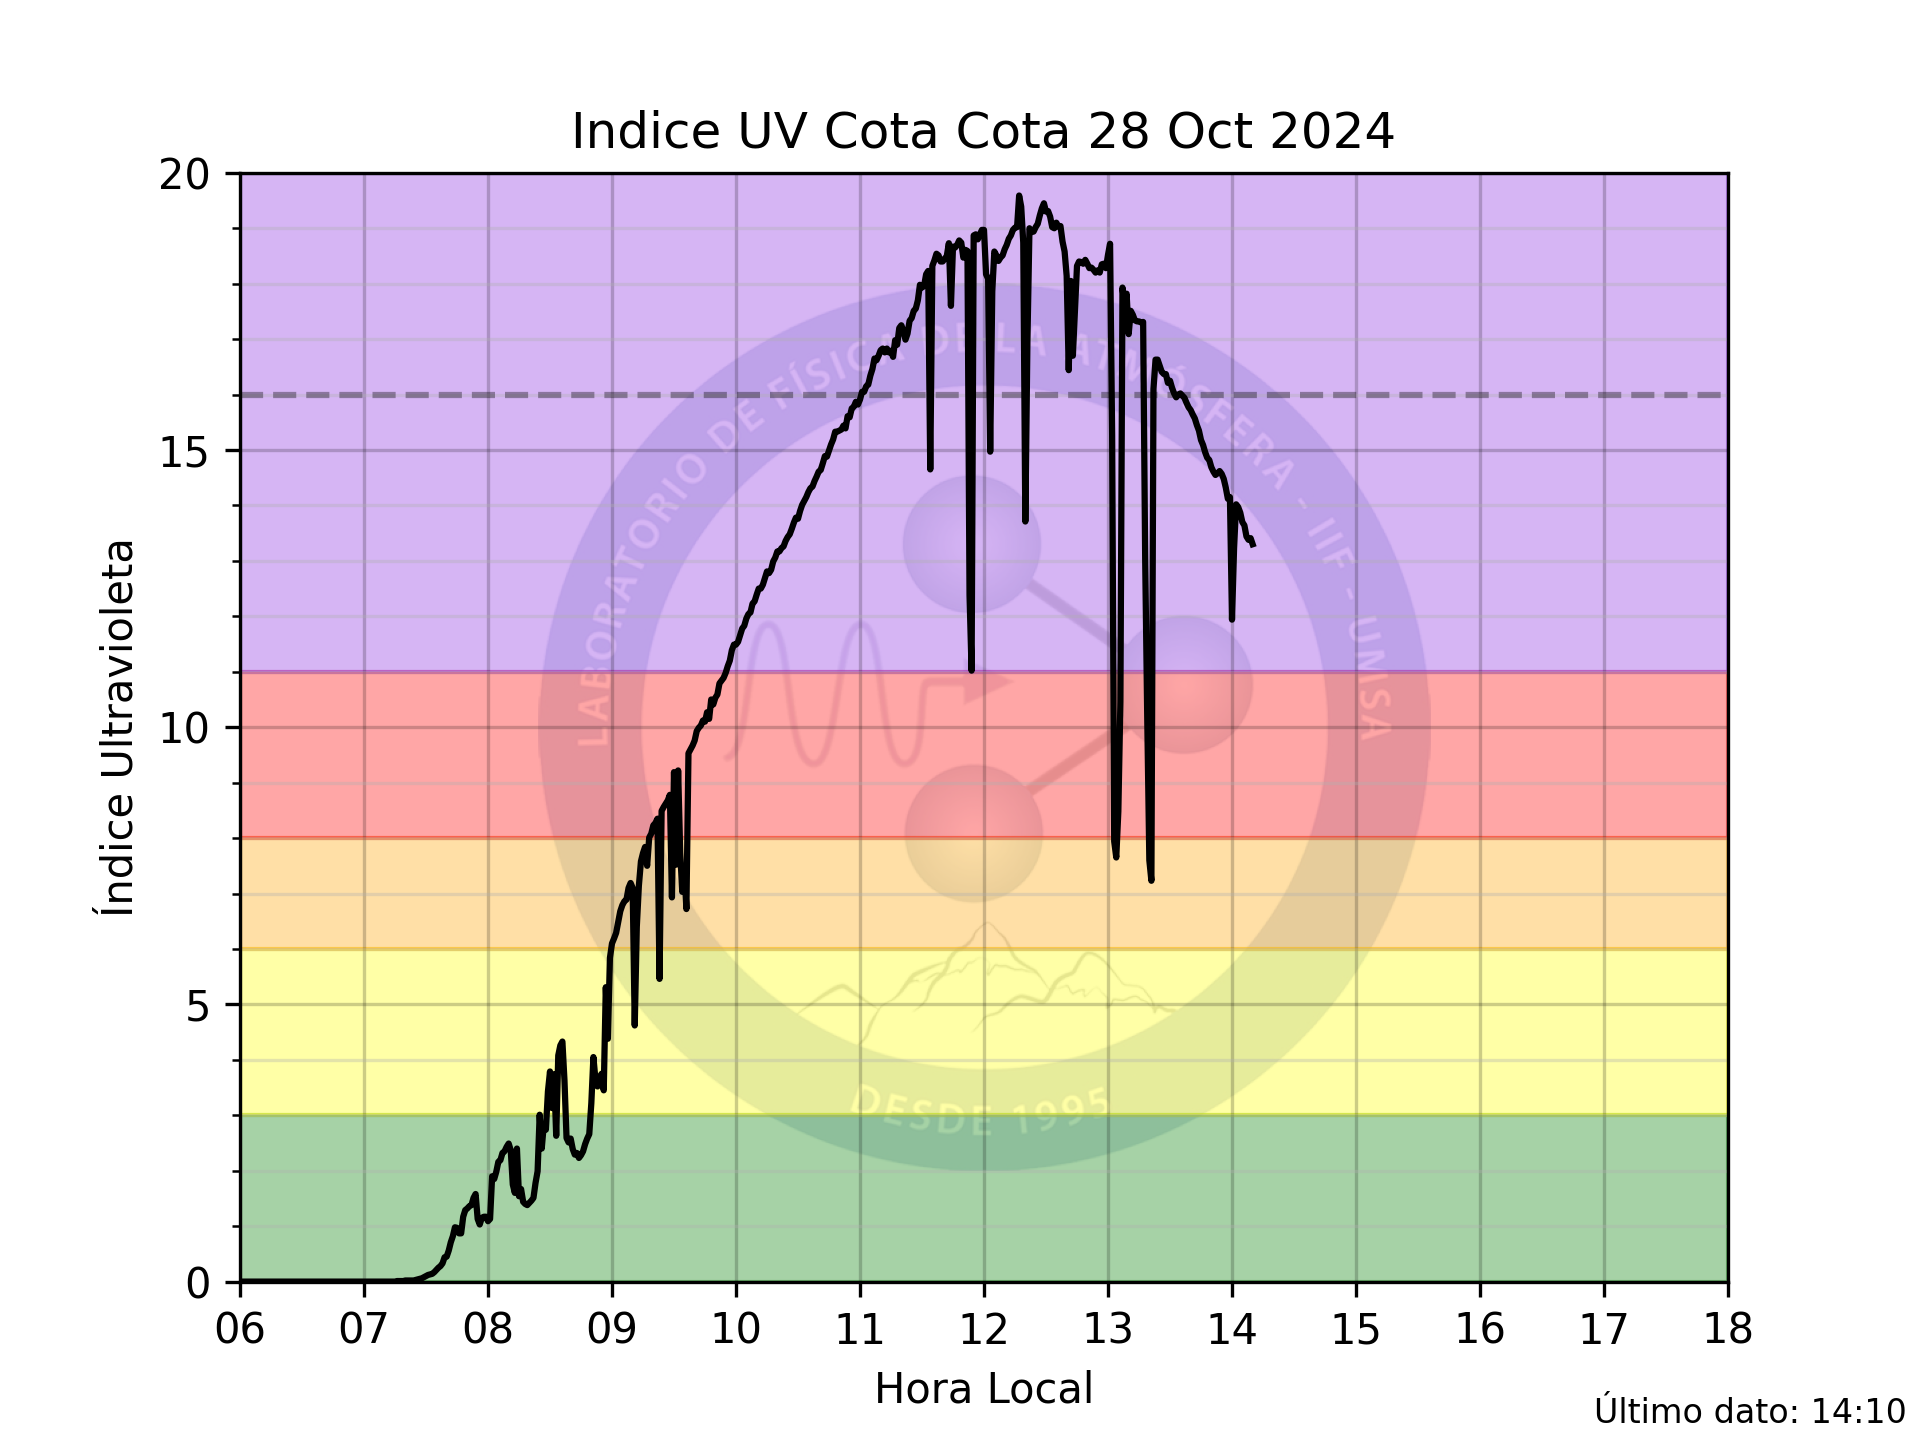 Indice UV Cota Cota 28 Oct 2024
20
15
10
5
0
Índice Ultravioleta
LABORATORIO DE FÍSICA DE LA ATMÓSFERA - IIF - UMSA
DESDE 1995
06 07 08 09 10 11 12 13 14 15 16 17 18
Hora Local
Último dato: 14:10